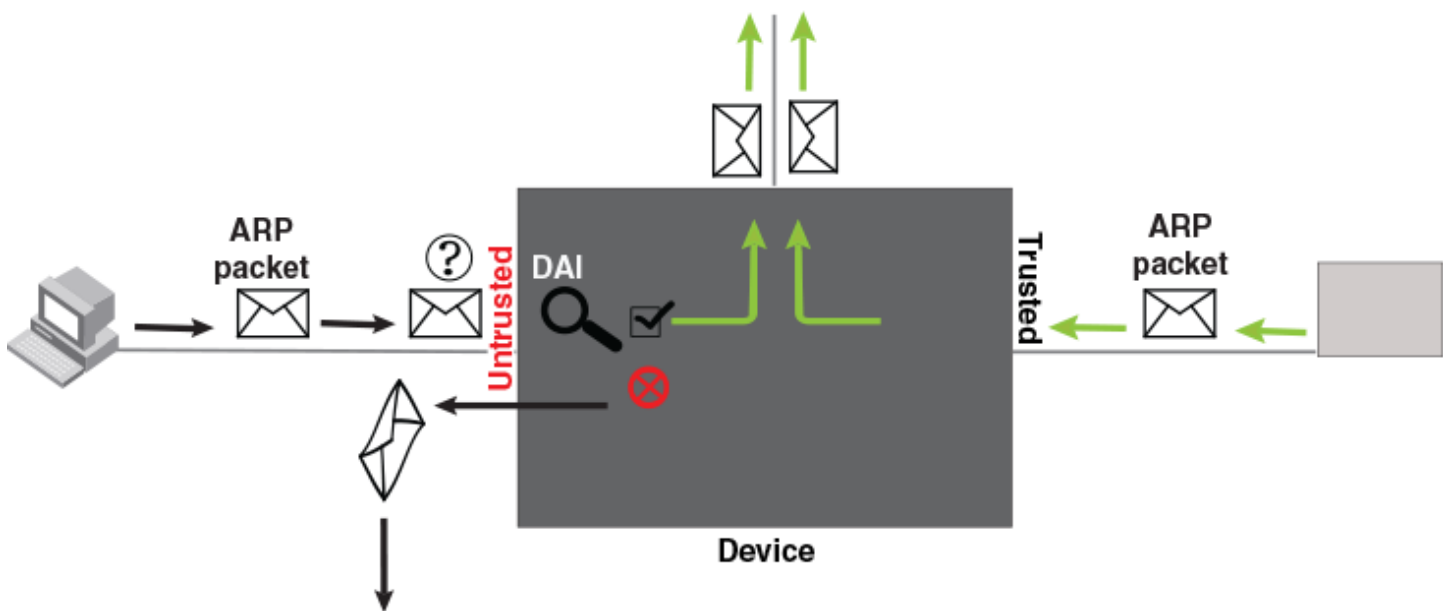 ARP
packet
?
Untrusted
DAI
Trusted
ARP
packet
Device